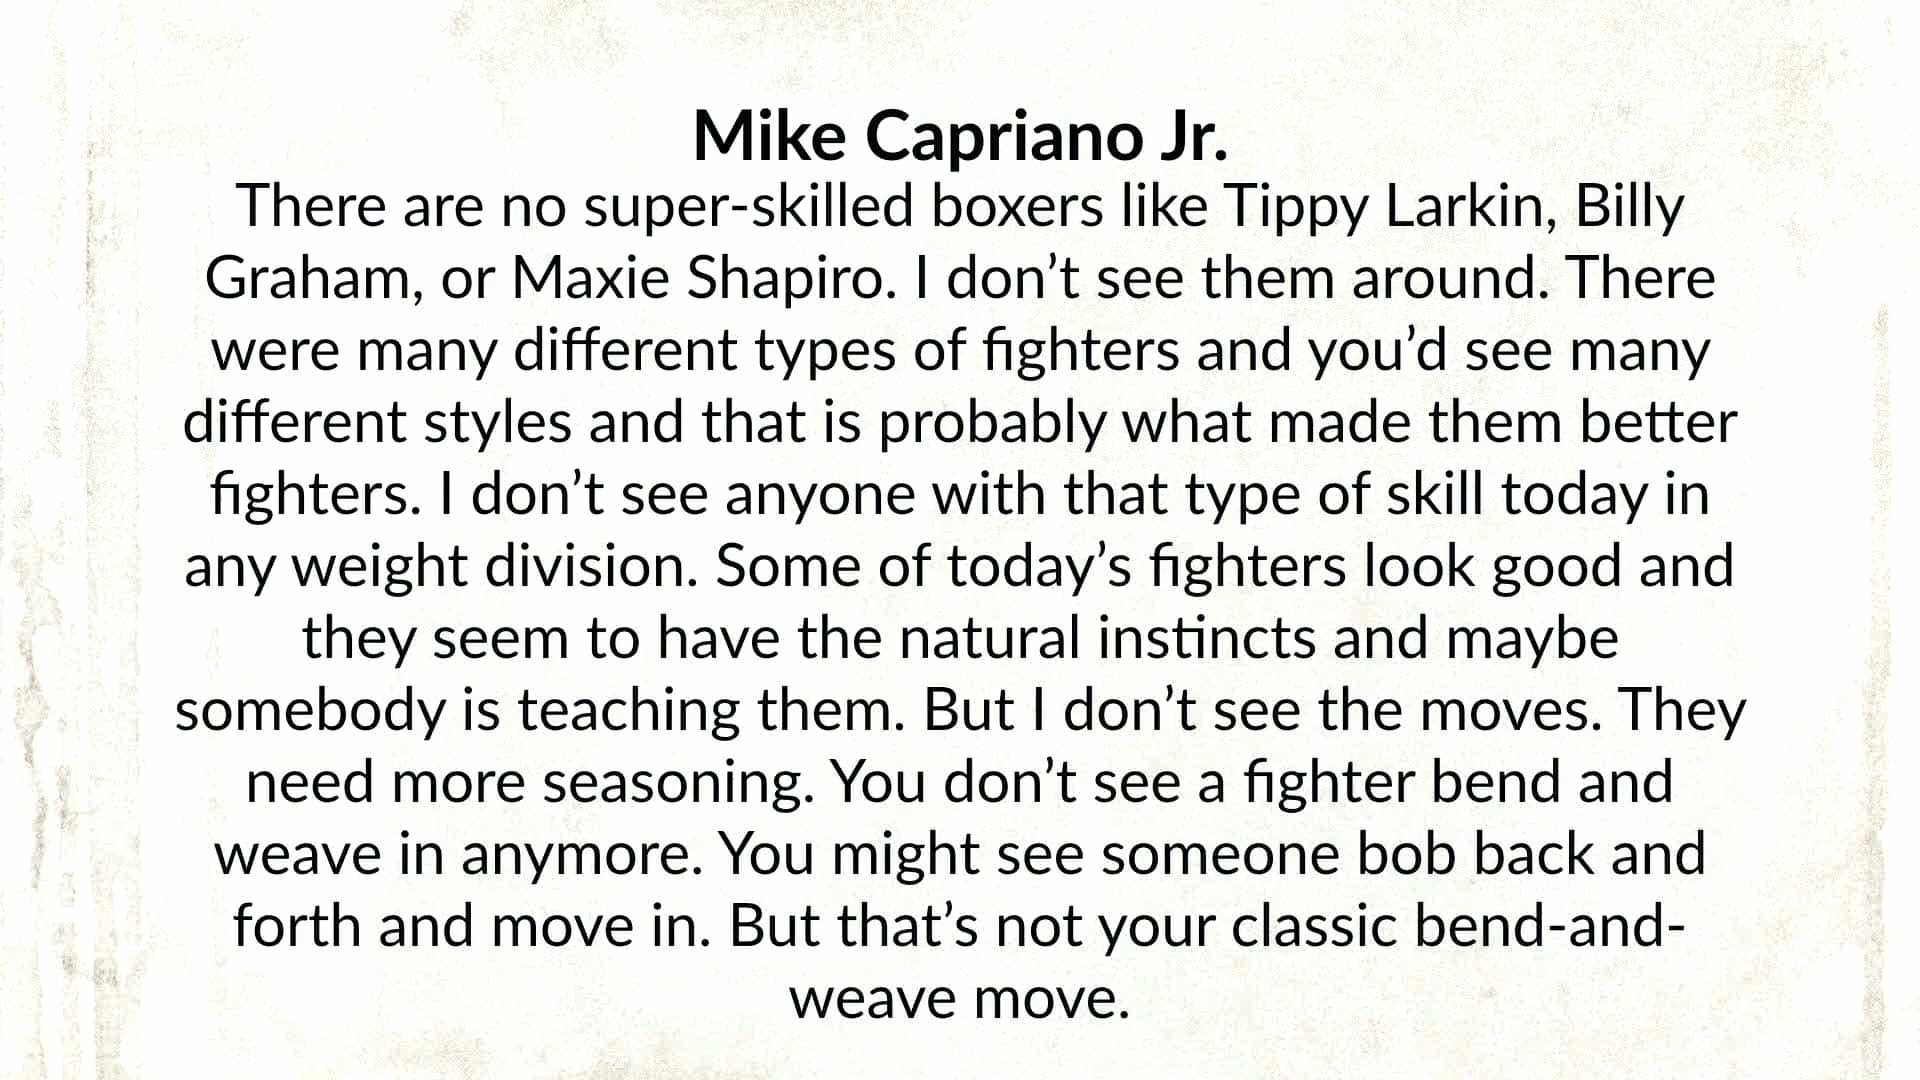 Mike Capriano Jr.
There are no super-skilled boxers like Tippy Larkin, Billy
Graham, or Maxie Shapiro. I don’t see them around. There
were many different types of fighters and you’d see many
different styles and that is probably what made them better
fighters. I don’t see anyone with that type of skill today in
any weight division. Some of today’s fighters look good and
they seem to have the natural instincts and maybe
somebody is teaching them. But I don’t see the moves. They
need more seasoning. You don’t see a fighter bend and
weave in anymore. You might see someone bob back and
forth and move in. But that’s not your classic bend-and-
weave move.